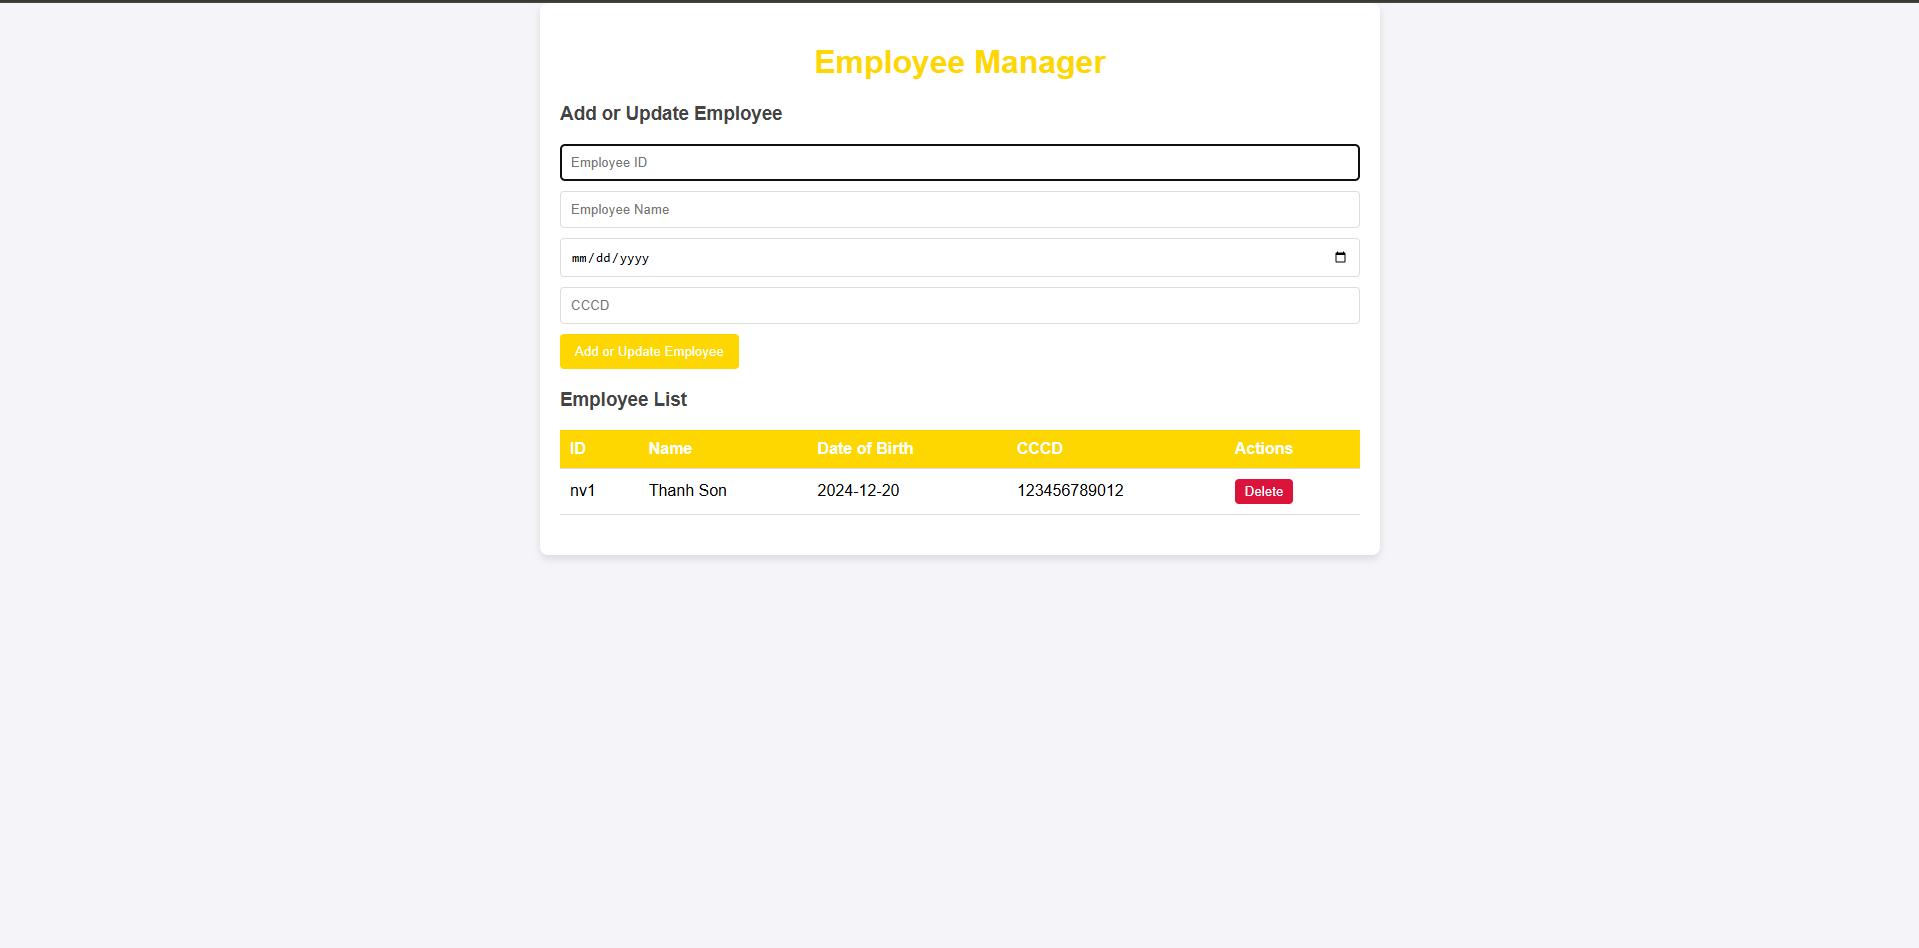 Employee Manager
Add or Update Employee
Employee ID
Employee Name
mm/dd/yyyy
CCCD
Add or Update Employee
Employee List
ID Name Date of Birth CCCD Actions
nv1 Thanh Son 2024-12-20 123456789012 Delete